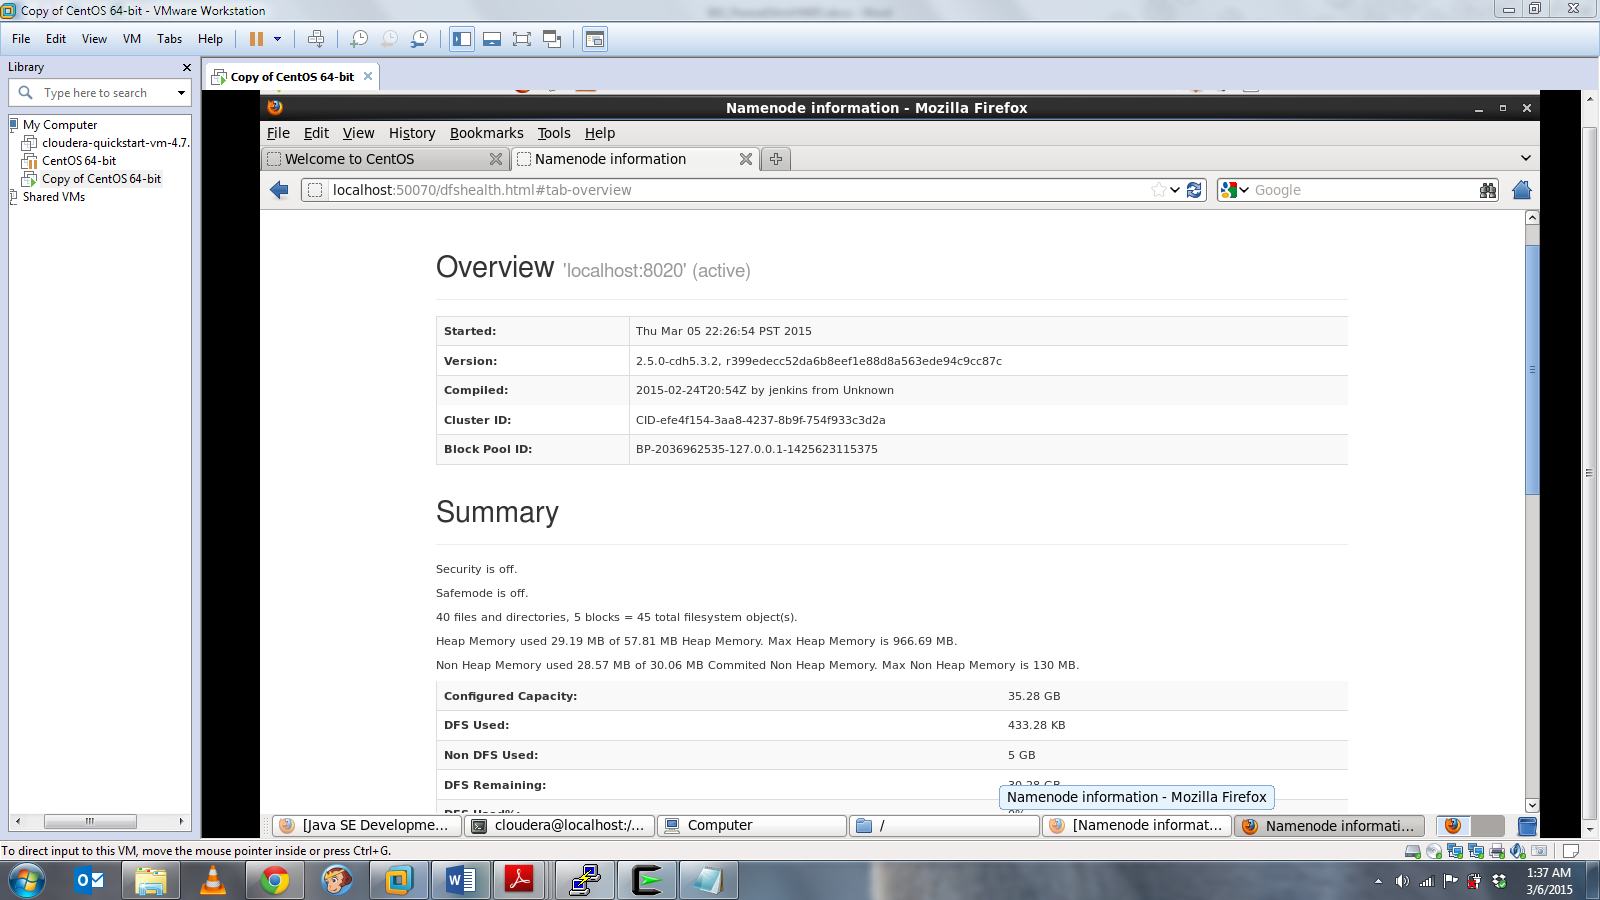 Copy of CentOS 64-bit - VMware Workstation
File Edit View VM Tabs Help
Library
Type here to search
My Computer
cloudera-quickstart-vm-4.7.
CentOS 64-bit
Copy of CentOS 64-bit
Shared VMs
Copy of CentOS 64-bit
Namenode information - Mozilla Firefox
File Edit View History Bookmarks Tools Help
Welcome to CentOS
Namenode information
localhost:50070/dfshealth.html#tab-overview
Google
Overview 'localhost:8020' (active)
Started: Thu Mar 05 22:26:54 PST 2015
Version: 2.5.0-cdh5.3.2, r399edecc52da6b8eef1e88d8a563ede94c9cc87c
Compiled: 2015-02-24T20:54Z by jenkins from Unknown
Cluster ID: CID-efe4f154-3aa8-4237-8b9f-754f933c3d2a
Block Pool ID: BP-2036962535-127.0.0.1-1425623115375
Summary
Security is off.
Safemode is off.
40 files and directories, 5 blocks = 45 total filesystem object(s).
Heap Memory used 29.19 MB of 57.81 MB Heap Memory. Max Heap Memory is 966.69 MB.
Non Heap Memory used 28.57 MB of 30.06 MB Commited Non Heap Memory. Max Non Heap Memory is 130 MB.
Configured Capacity: 35.28 GB
DFS Used: 433.28 KB
Non DFS Used: 5 GB
DFS Remaining: 30.28 GB
DFS Used%: 0%
Namenode information - Mozilla Firefox
[Java SE Developme...
cloudera@localhost:/...
Computer
/
[Namenode informat...
Namenode informati...
To direct input to this VM, move the mouse pointer inside or press Ctrl+G.
1:37 AM
3/6/2015